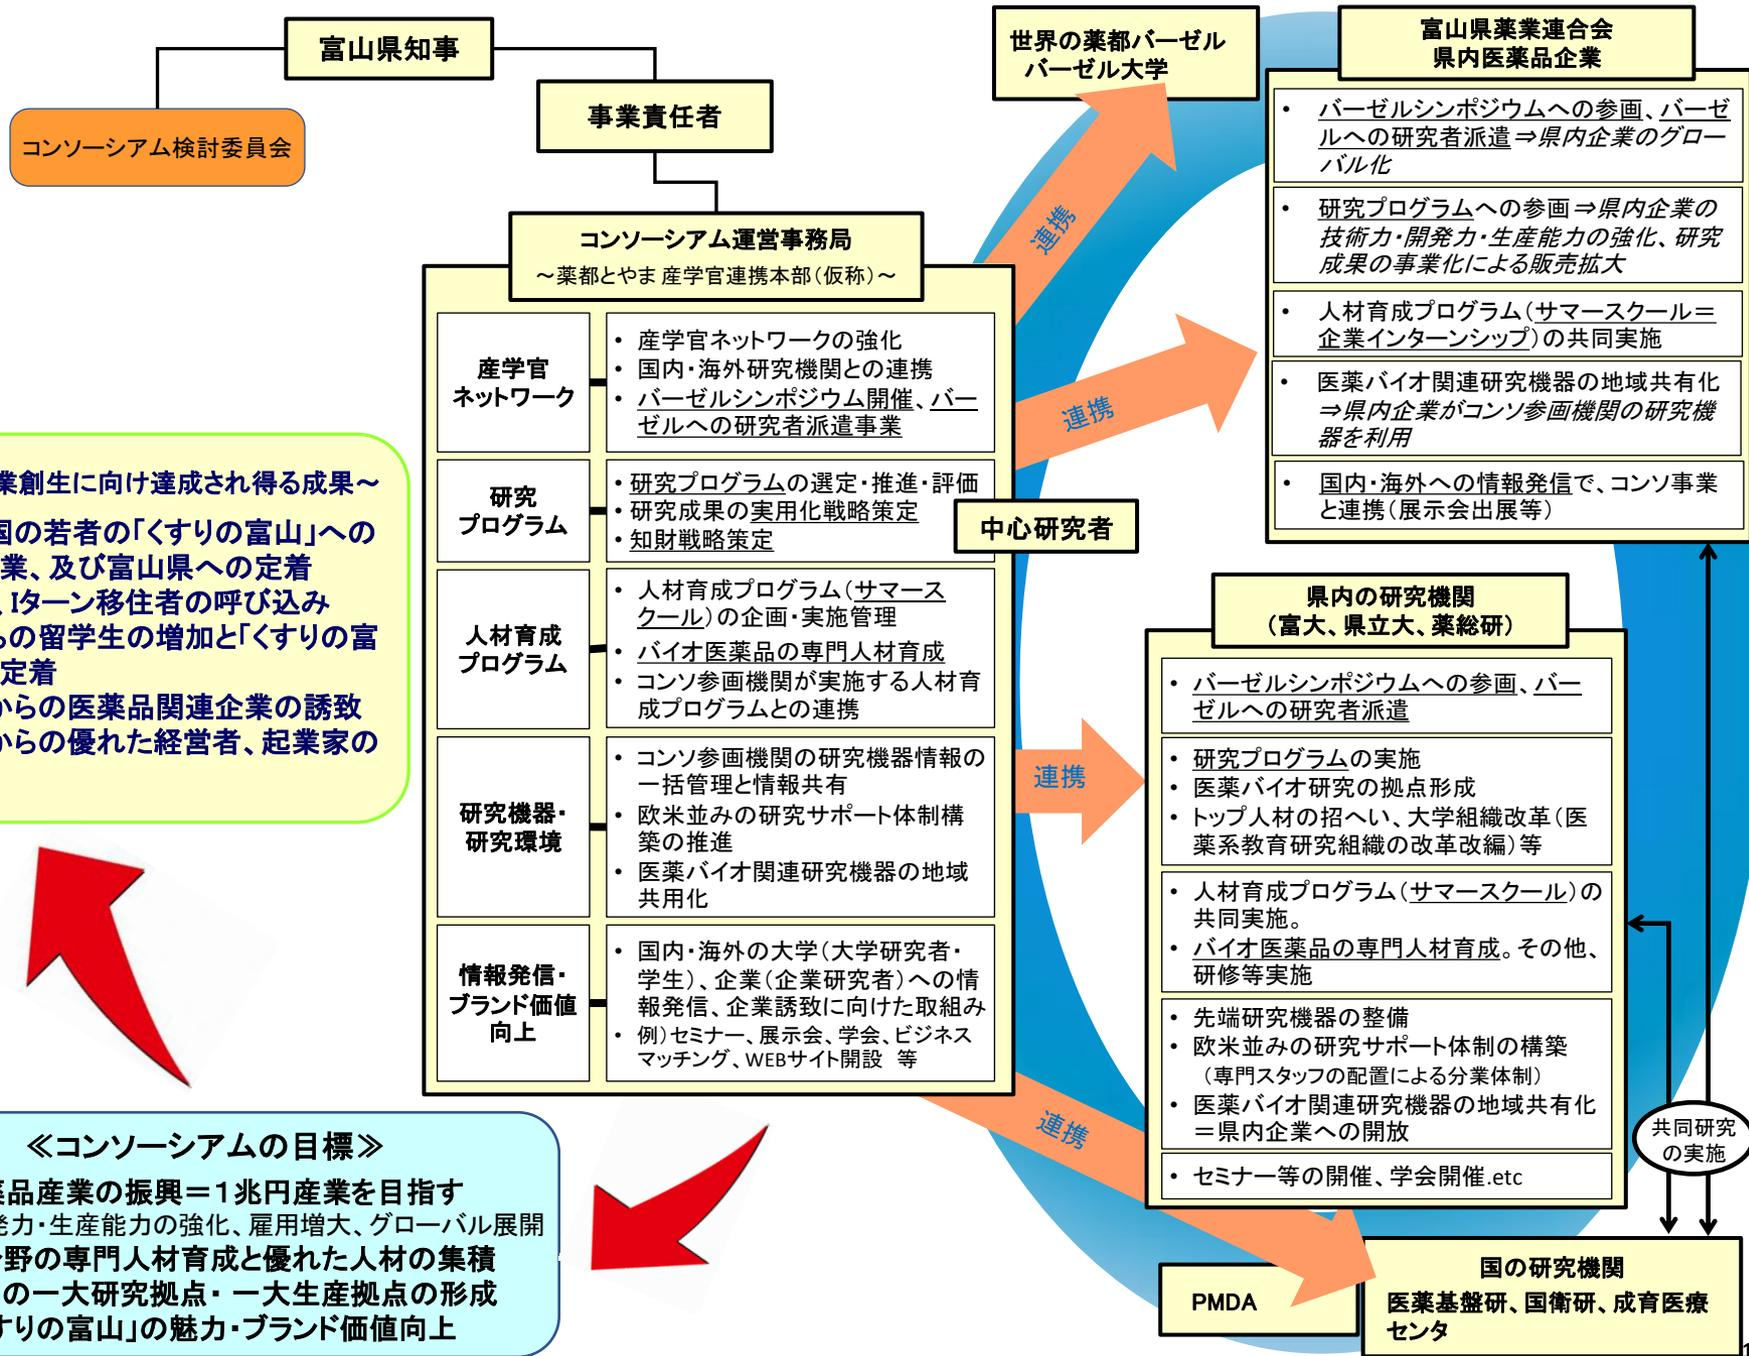 富山県知事
コンソーシアム検討委員会
事業責任者
コンソーシアム運営事務局
～薬都とやま 産学官連携本部(仮称)～
産学官
ネットワーク
• 産学官ネットワークの強化
• 国内・海外研究機関との連携
• バーゼルシンポジウム開催、バー
ゼルへの研究者派遣事業
研究
プログラム
• 研究プログラムの選定・推進・評価
• 研究成果の実用化戦略策定
• 知財戦略策定
中心研究者
人材育成
プログラム
• 人材育成プログラム(サマース
クール)の企画・実施管理
• バイオ医薬品の専門人材育成
• コンソ参画機関が実施する人材育
成プログラムとの連携
研究機器・
研究環境
• コンソ参画機関の研究機器情報の
一括管理と情報共有
• 欧米並みの研究サポート体制構
築の推進
• 医薬バイオ関連研究機器の地域
共用化
情報発信・
ブランド価値
向上
• 国内・海外の大学(大学研究者・
学生)、企業(企業研究者)への情
報発信、企業誘致に向けた取組み
• 例)セミナー、展示会、学会、ビジネス
マッチング、WEBサイト開設 等
業創生に向け達成され得る成果～
国の若者の「くすりの富山」への
業、及び富山県への定着
、Iターン移住者の呼び込み
らの留学生の増加と「くすりの富
定着
からの医薬品関連企業の誘致
からの優れた経営者、起業家の
≪コンソーシアムの目標≫
薬品産業の振興＝1兆円産業を目指す
発力・生産能力の強化、雇用増大、グローバル展開
分野の専門人材育成と優れた人材の集積
の一大研究拠点・一大生産拠点の形成
すりの富山」の魅力・ブランド価値向上
連携
連携
連携
連携
世界の薬都バーゼル
バーゼル大学
富山県薬業連合会
県内医薬品企業
• バーゼルシンポジウムへの参画、バーゼ
ルへの研究者派遣⇒県内企業のグロー
バル化
• 研究プログラムへの参画⇒県内企業の
技術力・開発力・生産能力の強化、研究
成果の事業化による販売拡大
• 人材育成プログラム(サマースクール＝
企業インターンシップ)の共同実施
• 医薬バイオ関連研究機器の地域共有化
⇒県内企業がコンソ参画機関の研究機
器を利用
• 国内・海外への情報発信で、コンソ事業
と連携(展示会出展等)
県内の研究機関
(富大、県立大、薬総研)
• バーゼルシンポジウムへの参画、バー
ゼルへの研究者派遣
• 研究プログラムの実施
• 医薬バイオ研究の拠点形成
• トップ人材の招へい、大学組織改革(医
薬系教育研究組織の改革改編)等
• 人材育成プログラム(サマースクール)の
共同実施。
• バイオ医薬品の専門人材育成。その他、
研修等実施
• 先端研究機器の整備
• 欧米並みの研究サポート体制の構築
(専門スタッフの配置による分業体制)
• 医薬バイオ関連研究機器の地域共有化
＝県内企業への開放
• セミナー等の開催、学会開催.etc
共同研究
の実施
PMDA
国の研究機関
医薬基盤研、国衛研、成育医療
センタ